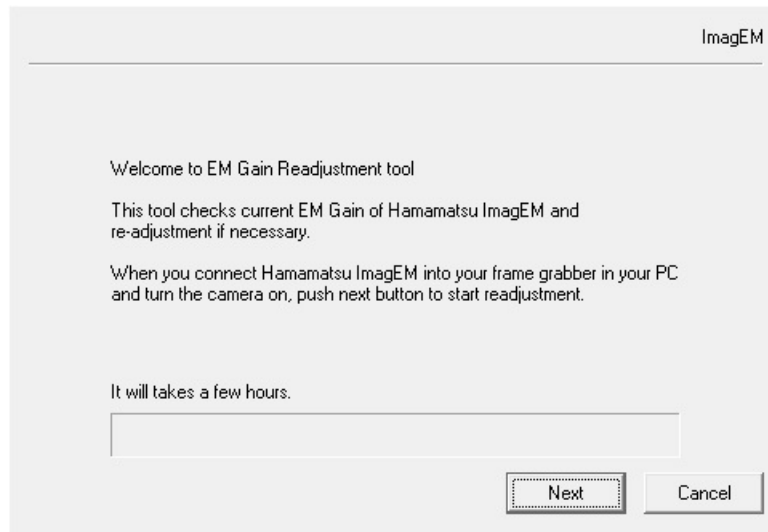 ImagEM
Welcome to EM Gain Readjustment tool
This tool checks current EM Gain of Hamamatsu ImagEM and
re-adjustment if necessary.
When you connect Hamamatsu ImagEM into your frame grabber in your PC
and turn the camera on, push next button to start readjustment.
It will takes a few hours.
Next
Cancel